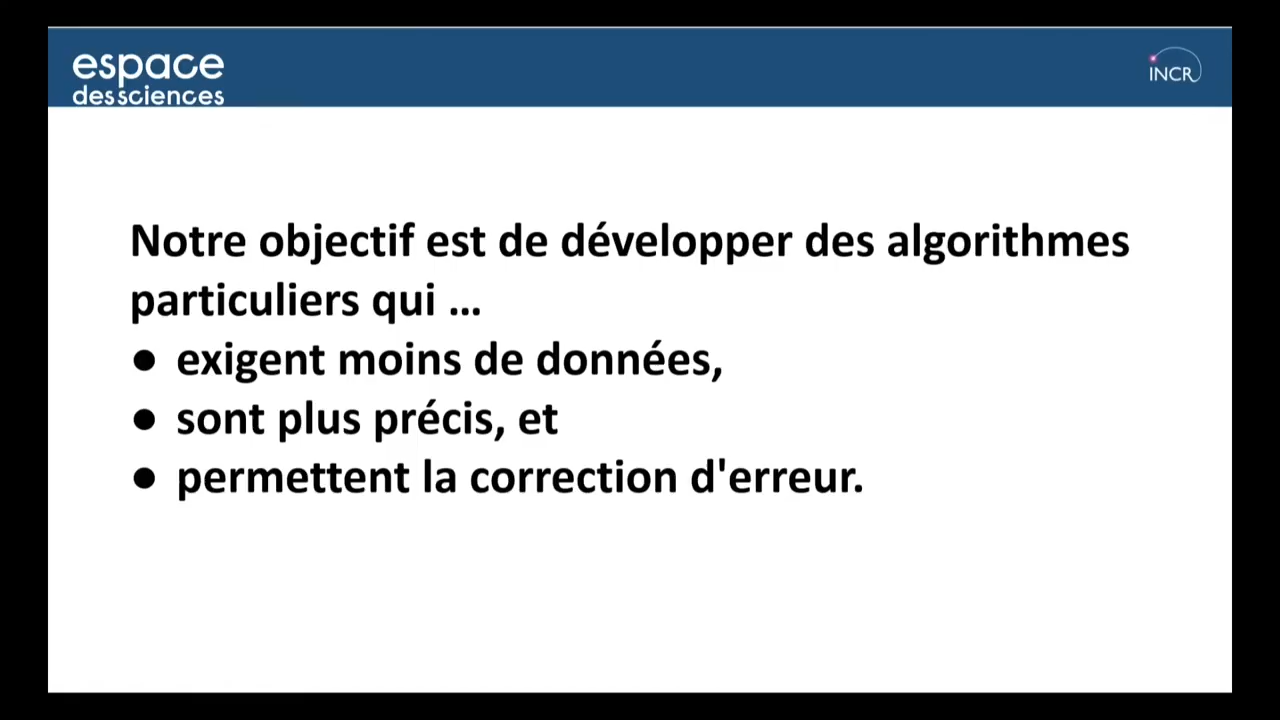 espace
des sciences
INCR
Notre objectif est de développer des algorithmes
particuliers qui ...
● exigent moins de données,
● sont plus précis, et
● permettent la correction d'erreur.